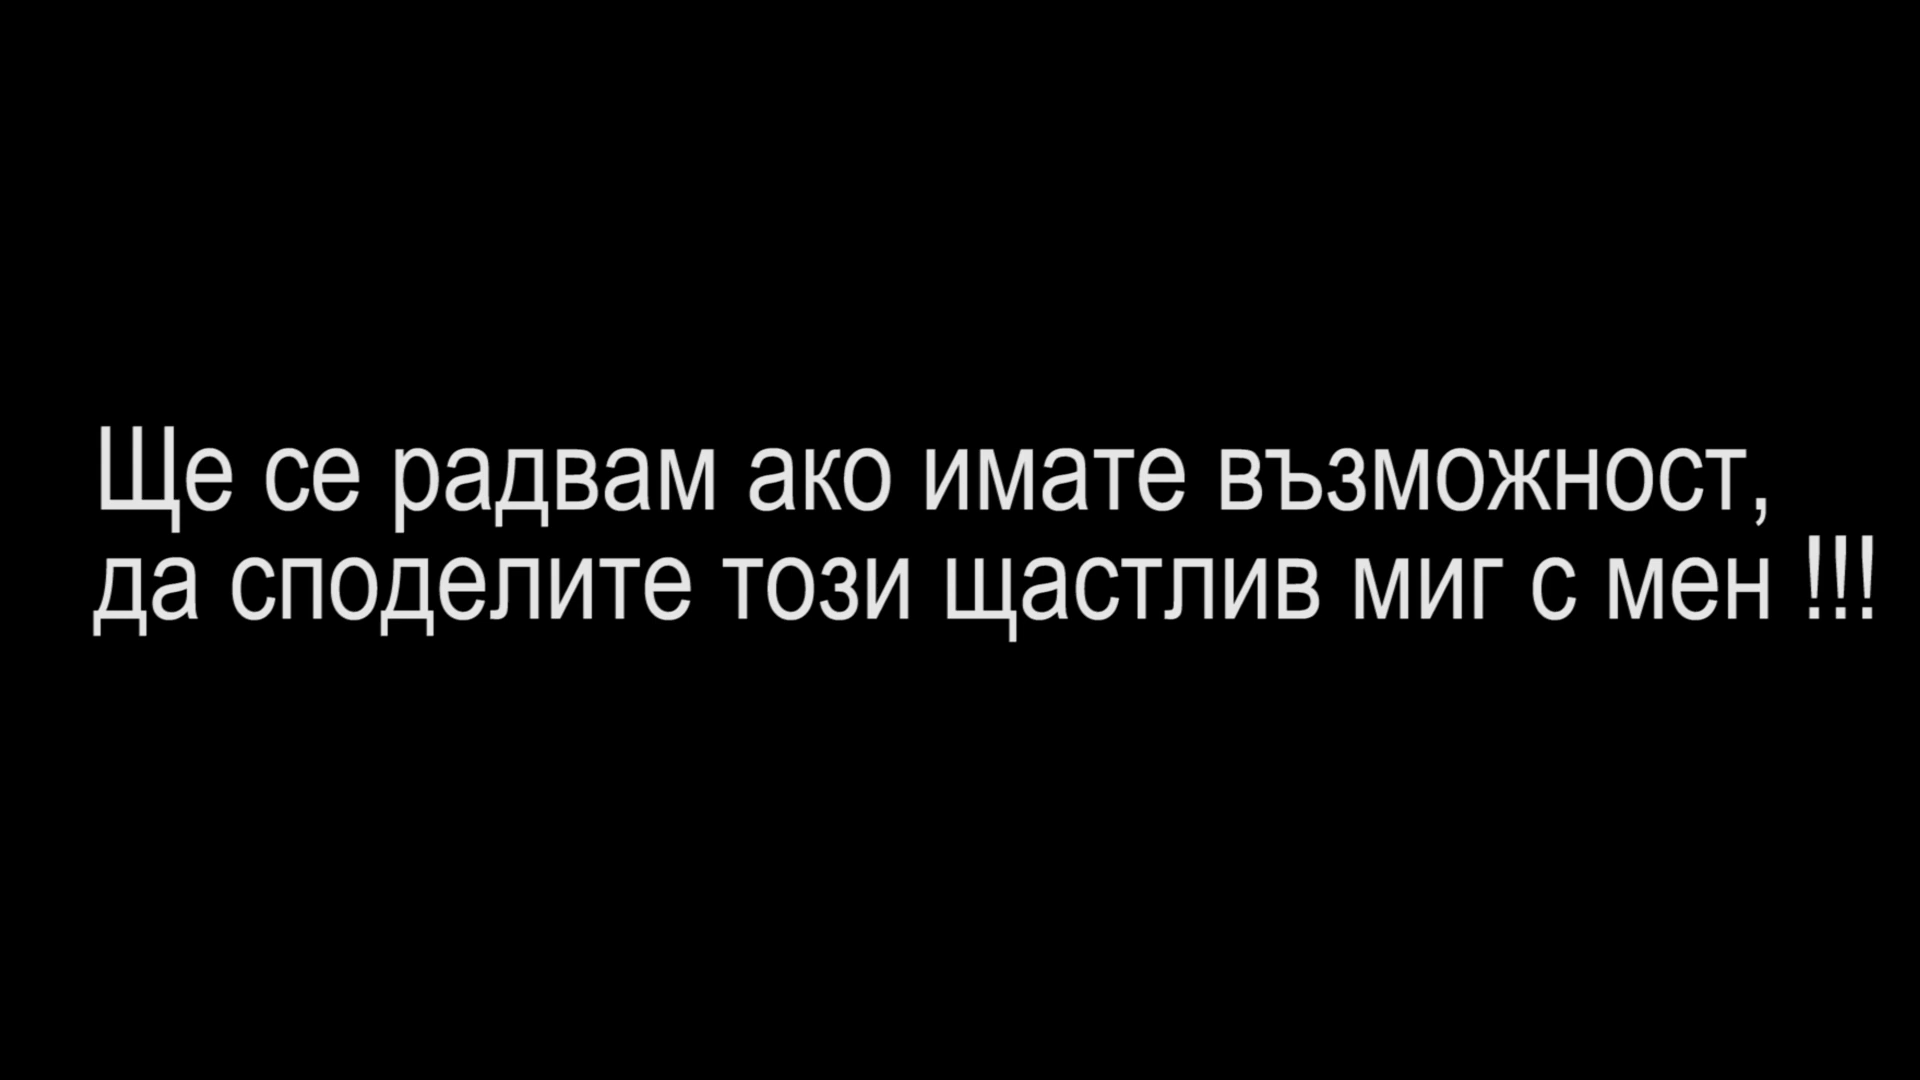 Ще се радвам ако имате възможност,
да споделите този щастлив миг с мен !!!